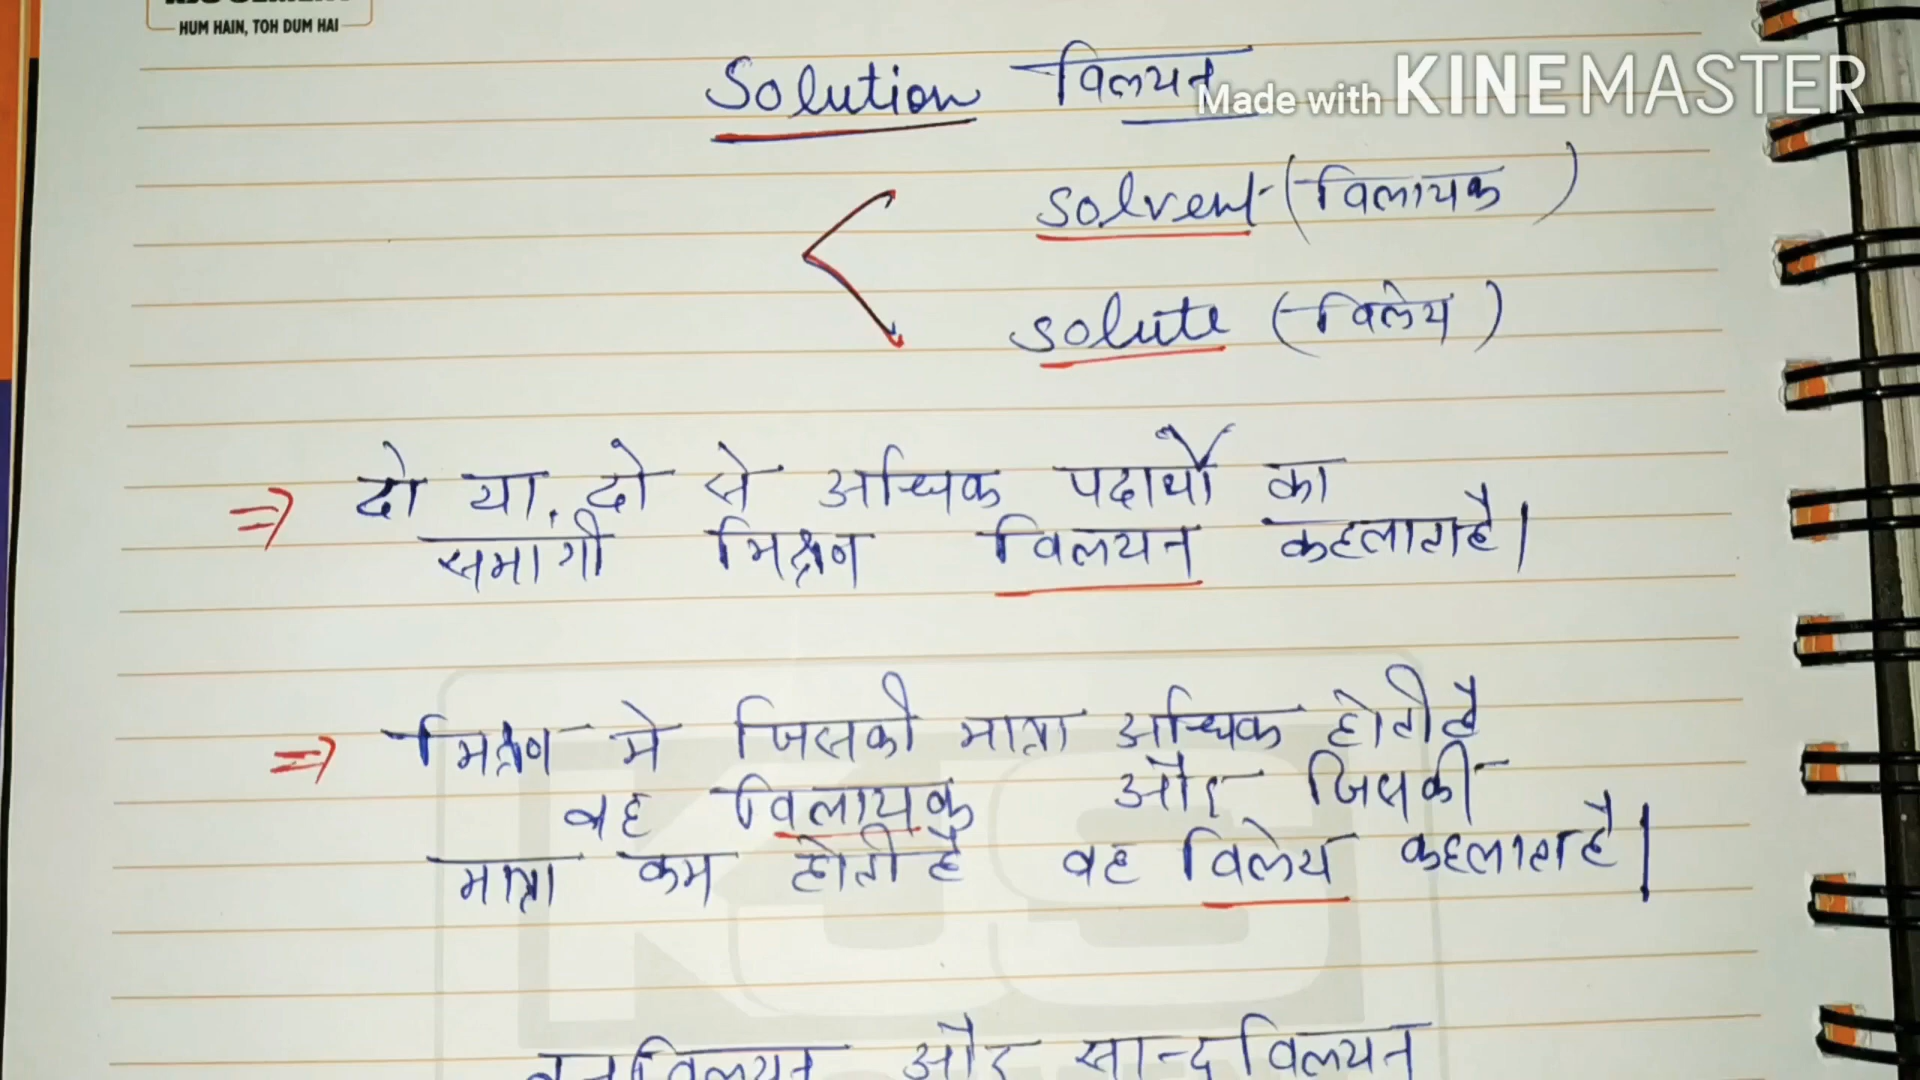 HUM HAIN, TOH DUM HAI
Solution विलयन
Made with KINEMASTER
solvent (विलायक)
solute (विलेय)
⇒ दो या दो से अधिक पदार्थों का
समागी मिश्रण विलयन कहलाता है।
⇒ मिश्रण मे जिसकी मात्रा अधिक होती है
वह विलायक और जिसकी
मात्रा कम होती है वह विलेय कहलाता है।
और सान्द्र विलयन